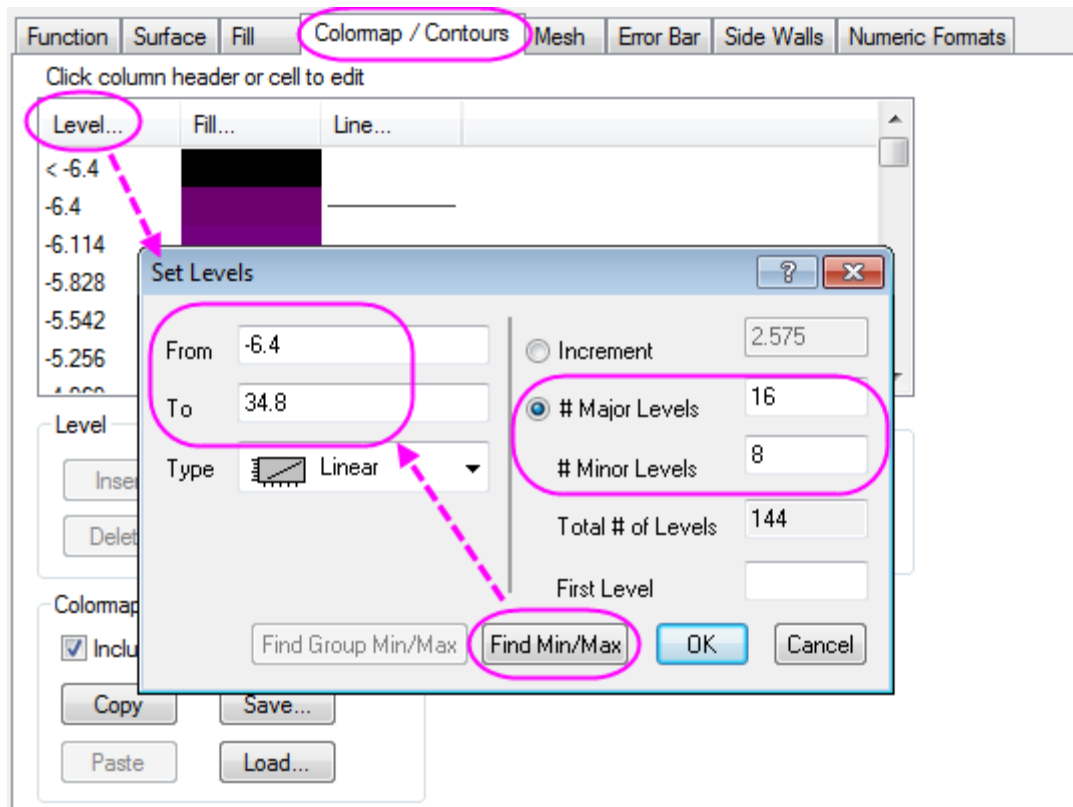 Function Surface Fill Colormap / Contours Mesh Error Bar Side Walls Numeric Formats
Click column header or cell to edit
Level... Fill... Line...
< -6.4
-6.4
-6.114
-5.828
-5.542
-5.256
Set Levels
From -6.4
To 34.8
Type Linear
Increment 2.575
# Major Levels 16
# Minor Levels 8
Total # of Levels 144
First Level
Find Group Min/Max Find Min/Max OK Cancel
Level
Inser
Delet
Colormap
Inclu
Copy Save...
Paste Load...